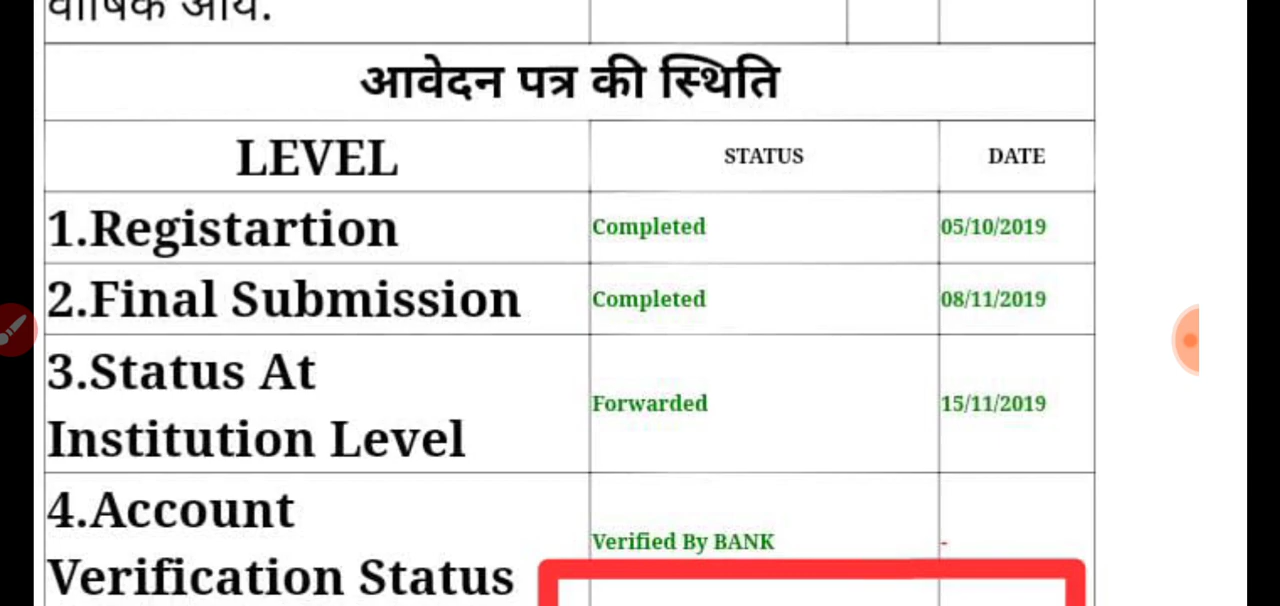 वार्षिक आय.
आवेदन पत्र की स्थिति
LEVEL STATUS DATE
1.Registartion Completed 05/10/2019
2.Final Submission Completed 08/11/2019
3.Status At
Institution Level Forwarded 15/11/2019
4.Account
Verification Status Verified By BANK -